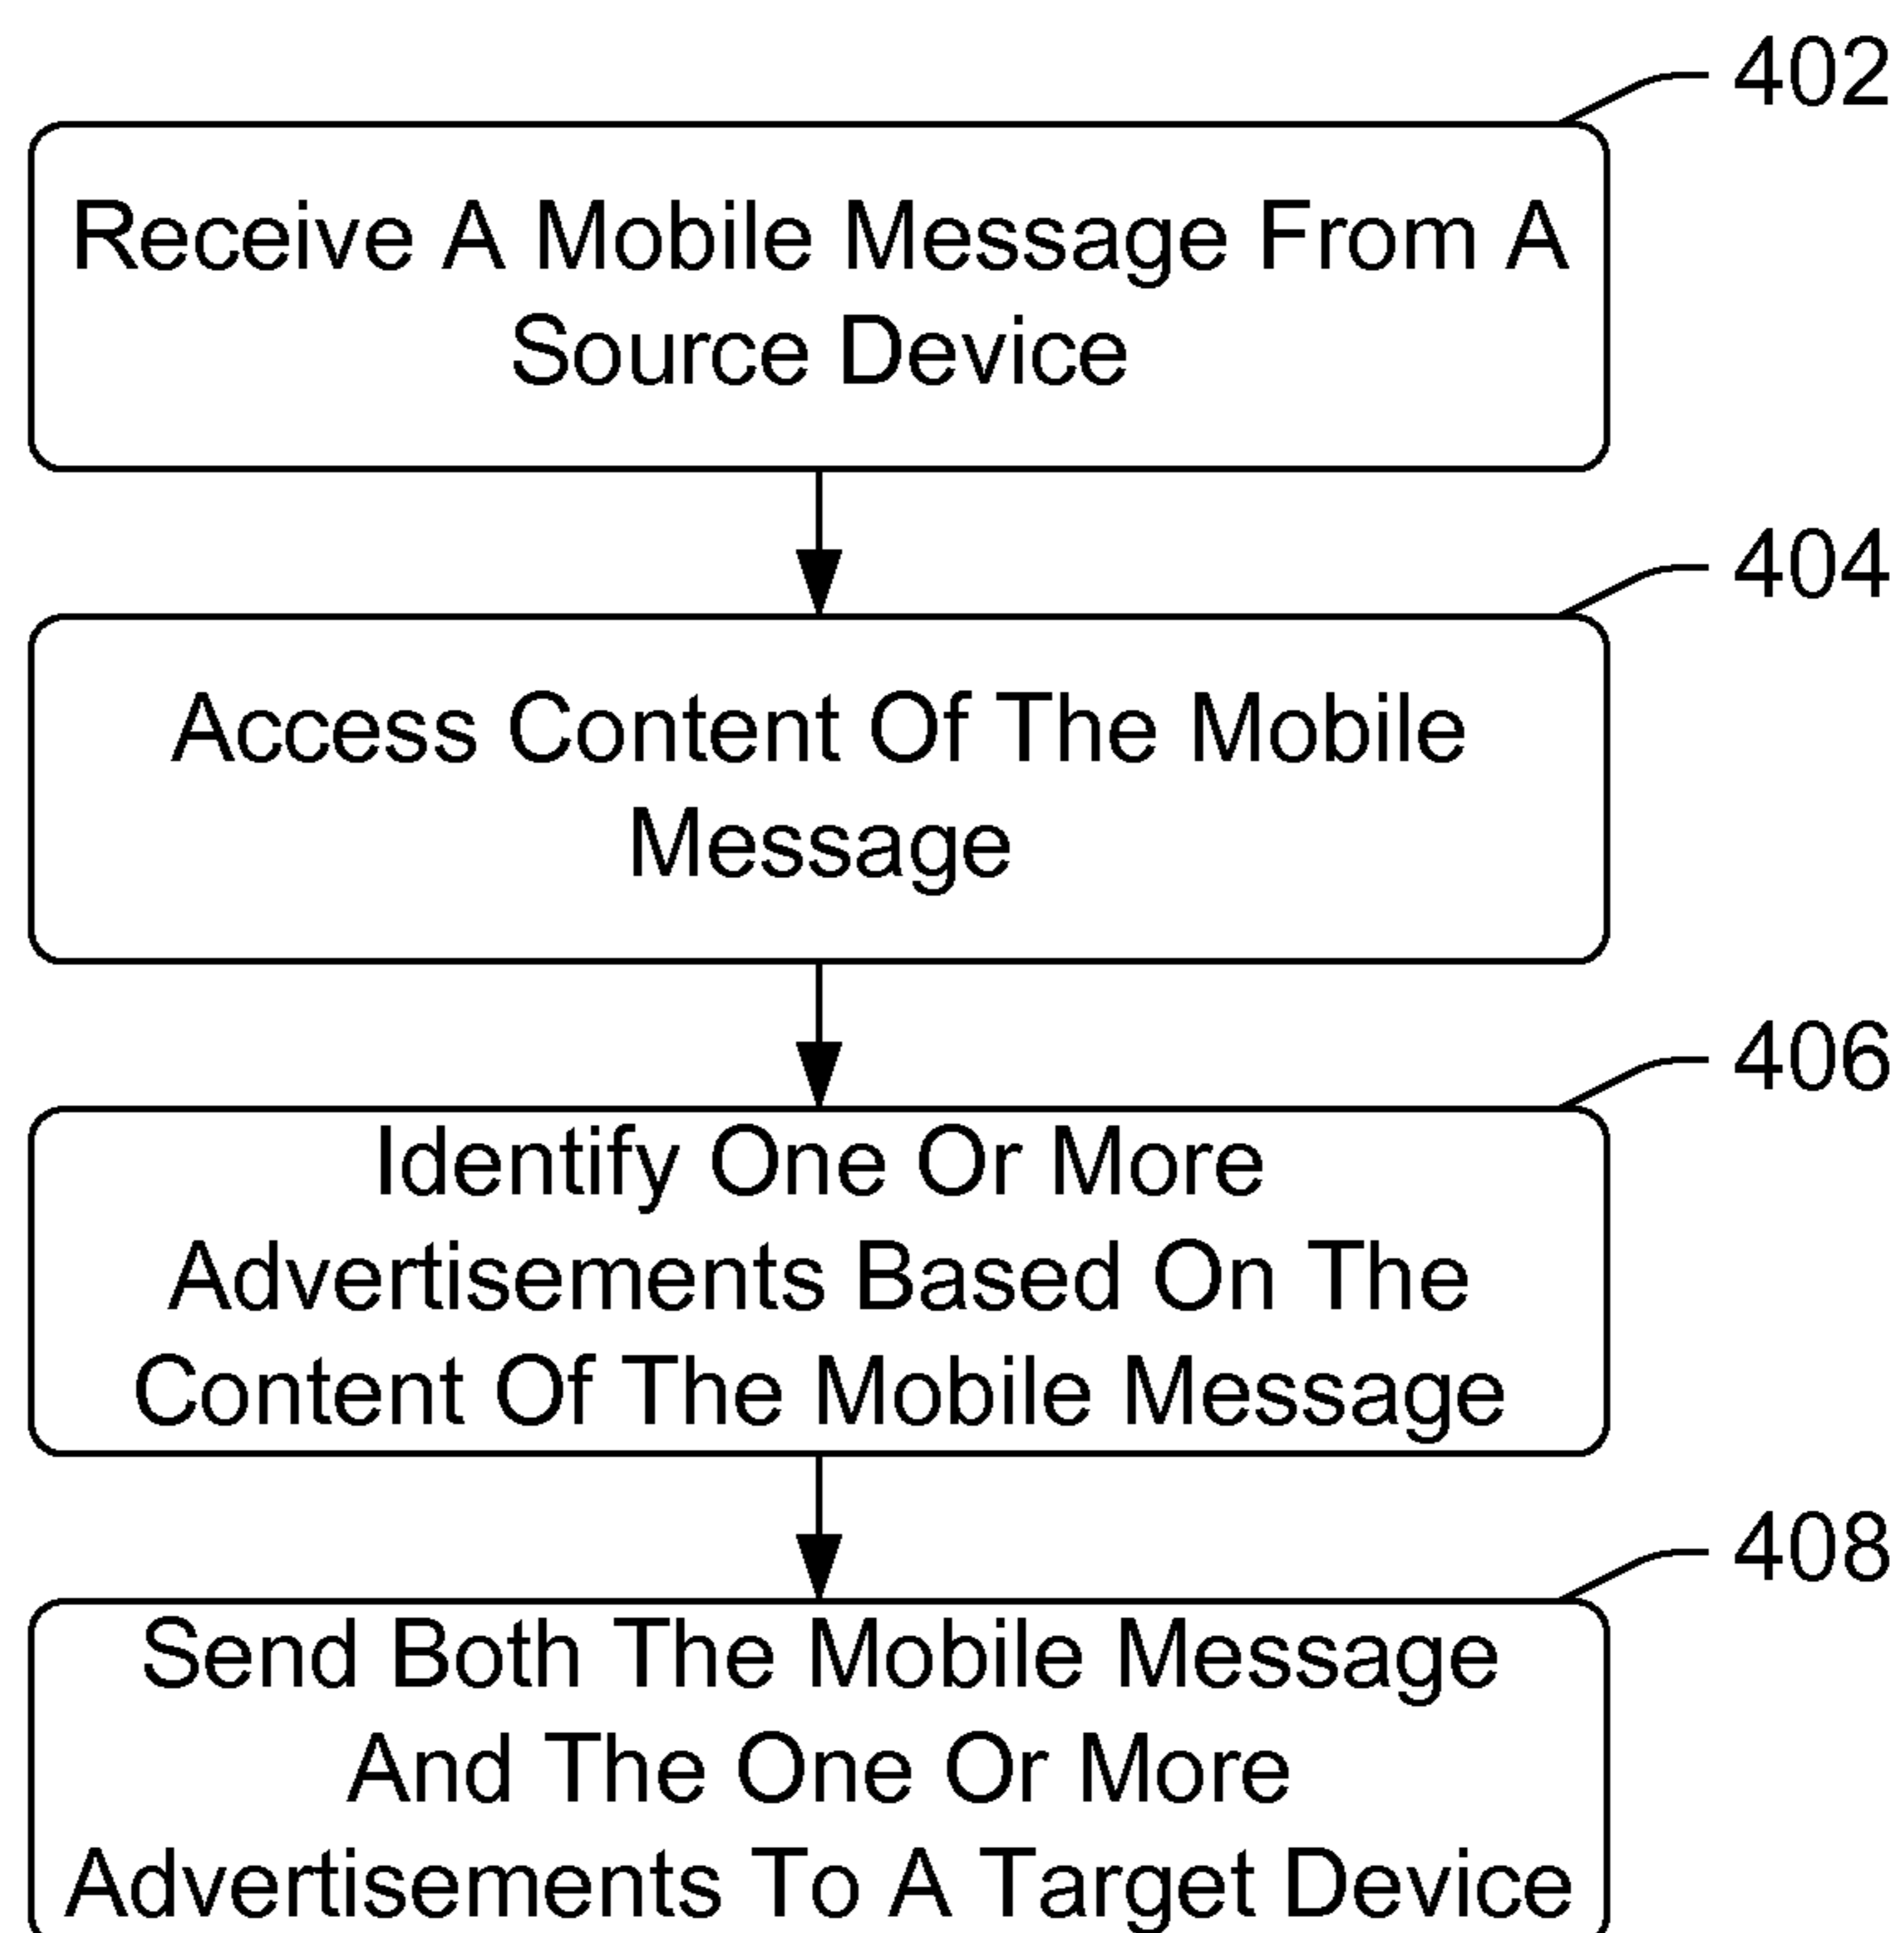 402
Receive A Mobile Message From A
Source Device
404
Access Content Of The Mobile
Message
406
Identify One Or More
Advertisements Based On The
Content Of The Mobile Message
408
Send Both The Mobile Message
And The One Or More
Advertisements To A Target Device